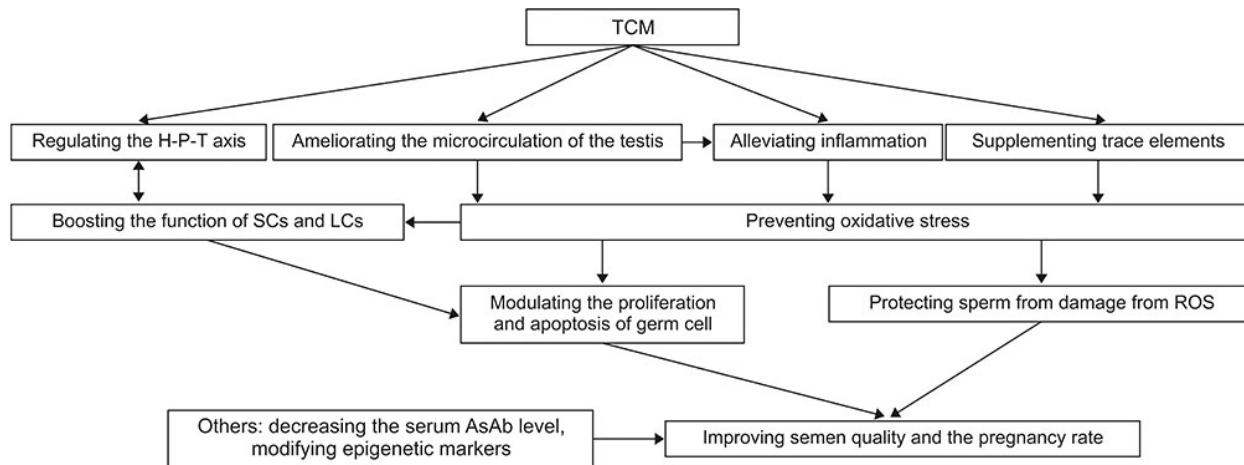 TCM
Regulating the H-P-T axis
Ameliorating the microcirculation of the testis
Alleviating inflammation
Supplementing trace elements
Boosting the function of SCs and LCs
Preventing oxidative stress
Modulating the proliferation
and apoptosis of germ cell
Protecting sperm from damage from ROS
Others: decreasing the serum AsAb level,
modifying epigenetic markers
Improving semen quality and the pregnancy rate